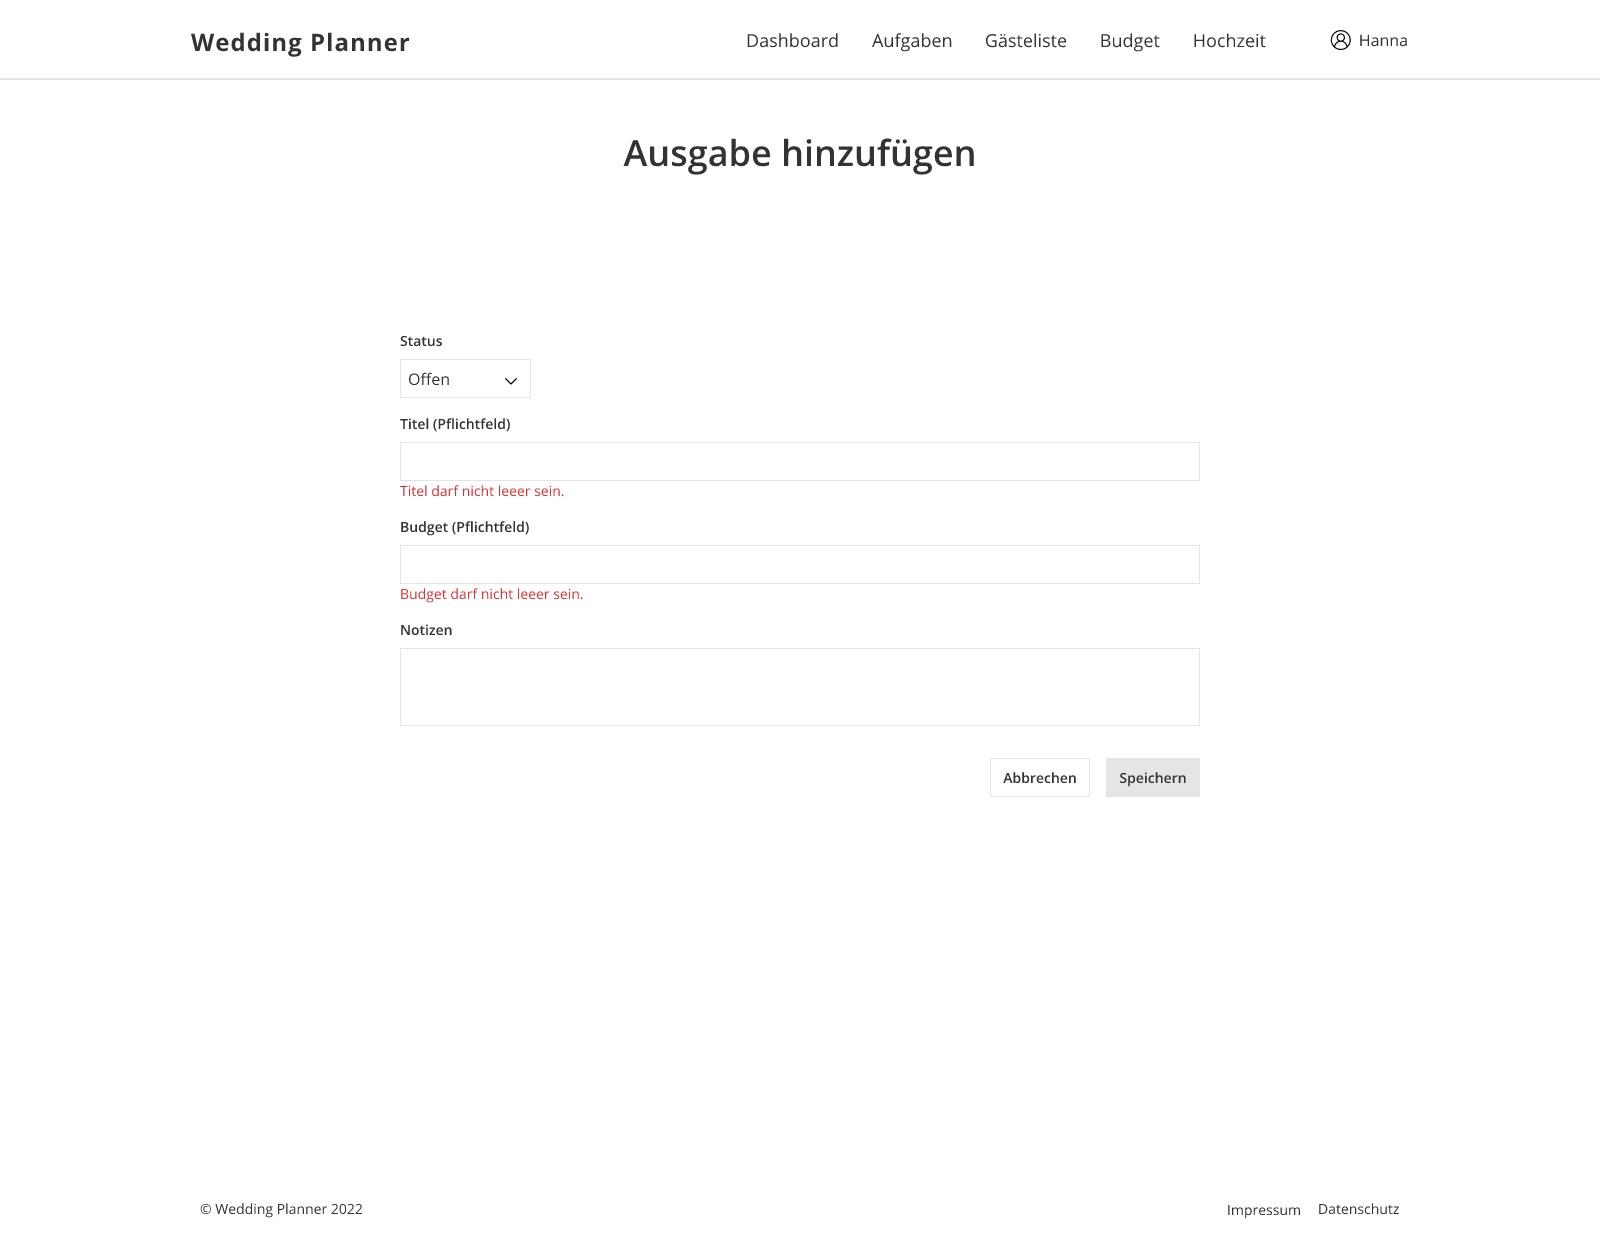 Wedding Planner
Dashboard Aufgaben Gästeliste Budget Hochzeit Hanna
Ausgabe hinzufügen
Status
Offen
Titel (Pflichtfeld)
Titel darf nicht leeer sein.
Budget (Pflichtfeld)
Budget darf nicht leeer sein.
Notizen
Abbrechen Speichern
© Wedding Planner 2022
Impressum Datenschutz